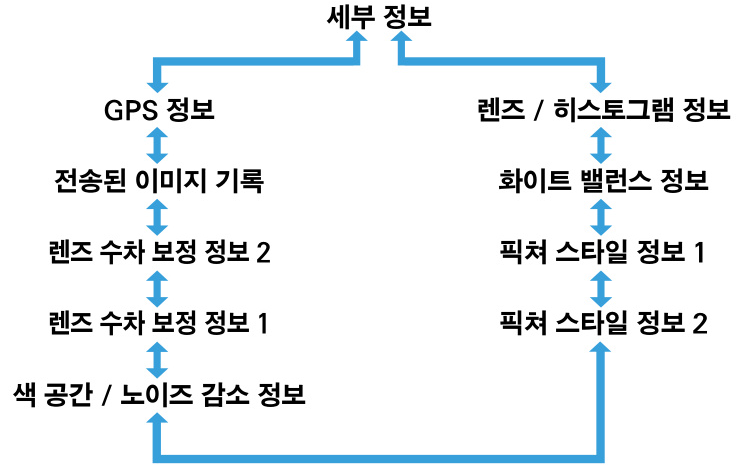 세부 정보
GPS 정보
렌즈 / 히스토그램 정보
전송된 이미지 기록
화이트 밸런스 정보
렌즈 수차 보정 정보 2
픽쳐 스타일 정보 1
렌즈 수차 보정 정보 1
픽쳐 스타일 정보 2
색 공간 / 노이즈 감소 정보